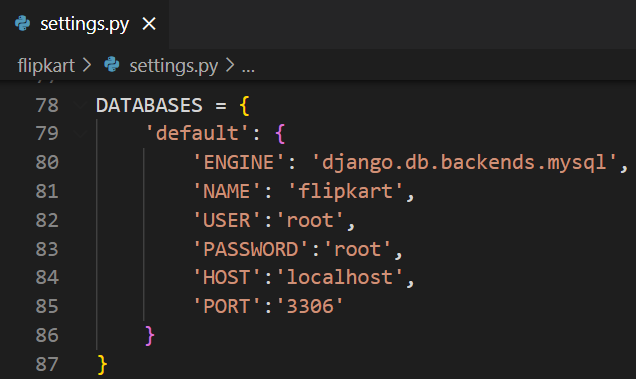 settings.py ×
flipkart > settings.py > ...
78 DATABASES = {
79 'default': {
80 'ENGINE': 'django.db.backends.mysql',
81 'NAME': 'flipkart',
82 'USER':'root',
83 'PASSWORD':'root',
84 'HOST':'localhost',
85 'PORT':'3306'
86 }
87 }